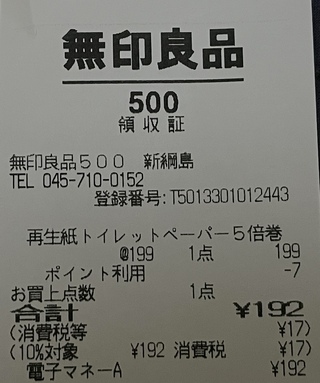 無印良品
500
領収証
無印良品500 新綱島
TEL 045-710-0152
登録番号:T5013301012443
再生紙トイレットペーパー5倍巻
@199 1点 199
ポイント利用 -7
お買上点数 1点
合計 ¥192
(消費税等 ¥17)
(10%対象 ¥192 消費税 ¥17)
電子マネーA ¥192